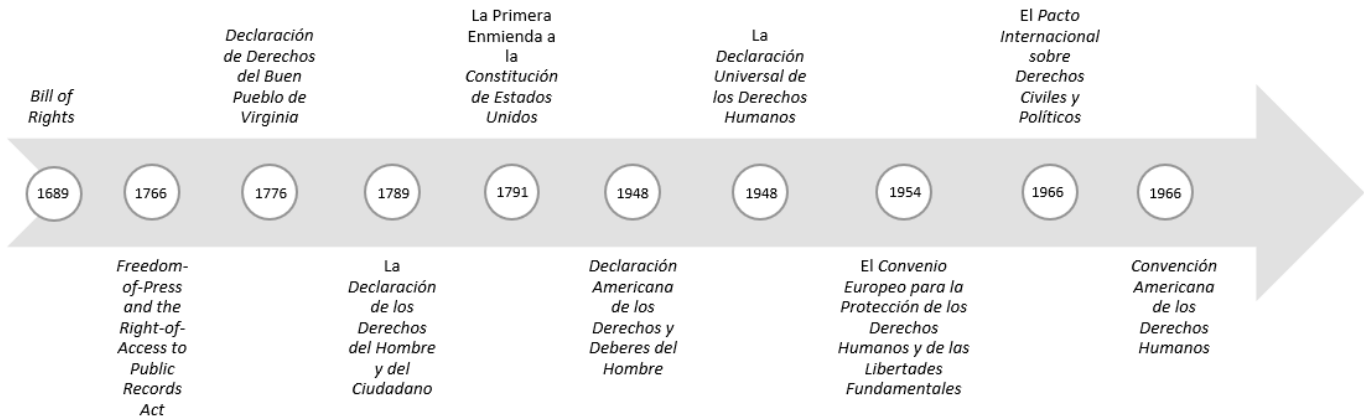 Bill of
Rights
Declaración
de Derechos
del Buen
Pueblo de
Virginia
La Primera
Enmienda a
la
Constitución
de Estados
Unidos
La
Declaración
Universal de
los Derechos
Humanos
El Pacto
Internacional
sobre
Derechos
Civiles y
Políticos
1689
1766
1776
1789
1791
1948
1948
1954
1966
1966
Freedom-
of-Press
and the
Right-of-
Access to
Public
Records
Act
La
Declaración
de los
Derechos
del Hombre
y del
Ciudadano
Declaración
Americana
de los
Derechos y
Deberes del
Hombre
El Convenio
Europeo para la
Protección de los
Derechos
Humanos y de las
Libertades
Fundamentales
Convención
Americana
de los
Derechos
Humanos